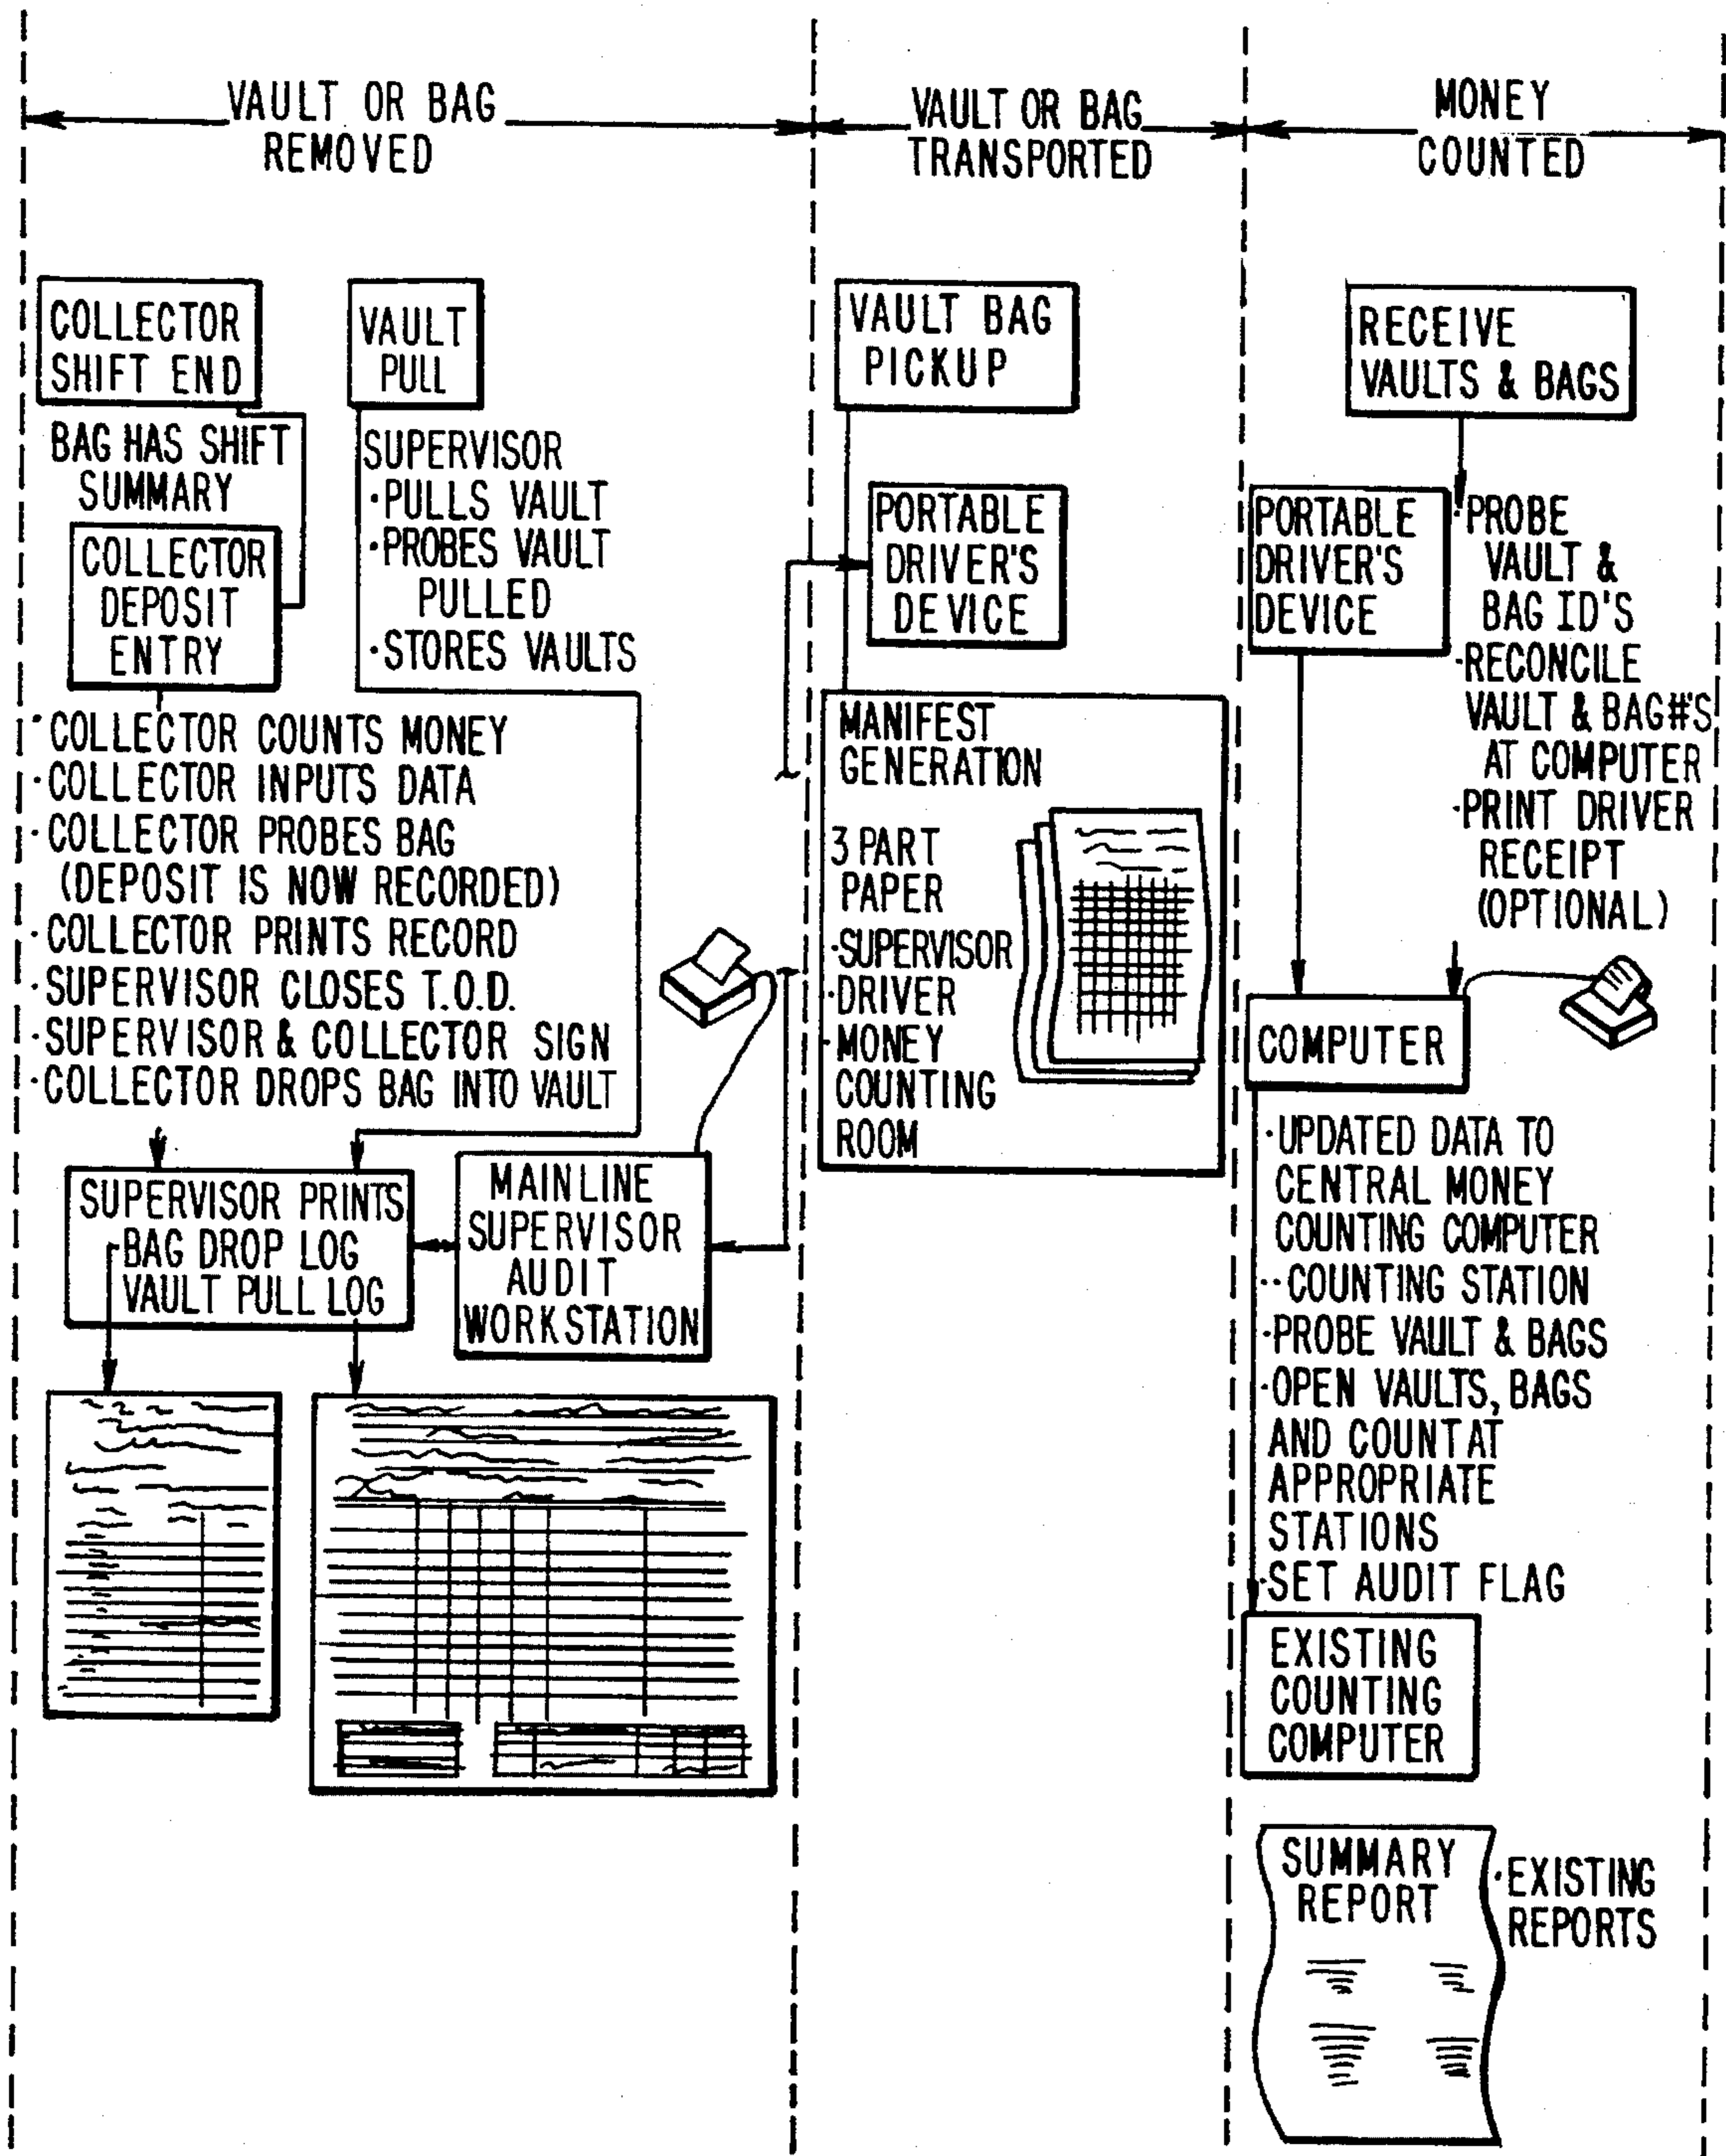 VAULT OR BAG
REMOVED
VAULT OR BAG
TRANSPORTED
MONEY
COUNTED
COLLECTOR
SHIFT END
BAG HAS SHIFT
SUMMARY
COLLECTOR
DEPOSIT
ENTRY
·COLLECTOR COUNTS MONEY
·COLLECTOR INPUTS DATA
·COLLECTOR PROBES BAG
(DEPOSIT IS NOW RECORDED)
·COLLECTOR PRINTS RECORD
·SUPERVISOR CLOSES T.O.D.
·SUPERVISOR & COLLECTOR SIGN
·COLLECTOR DROPS BAG INTO VAULT
VAULT
PULL
SUPERVISOR
·PULLS VAULT
·PROBES VAULT
PULLED
·STORES VAULTS
SUPERVISOR PRINTS
BAG DROP LOG
VAULT PULL LOG
MAINLINE
SUPERVISOR
AUDIT
WORKSTATION
VAULT BAG
PICKUP
PORTABLE
DRIVER'S
DEVICE
MANIFEST
GENERATION
3 PART
PAPER
·SUPERVISOR
·DRIVER
·MONEY
COUNTING
ROOM
RECEIVE
VAULTS & BAGS
PORTABLE
DRIVER'S
DEVICE
·PROBE
VAULT &
BAG ID'S
·RECONCILE
VAULT & BAG#'S
AT COMPUTER
·PRINT DRIVER
RECEIPT
(OPTIONAL)
COMPUTER
·UPDATED DATA TO
CENTRAL MONEY
COUNTING COMPUTER
··COUNTING STATION
·PROBE VAULT & BAGS
·OPEN VAULTS, BAGS
AND COUNT AT
APPROPRIATE
STATIONS
·SET AUDIT FLAG
EXISTING
COUNTING
COMPUTER
SUMMARY
REPORT
·EXISTING
REPORTS